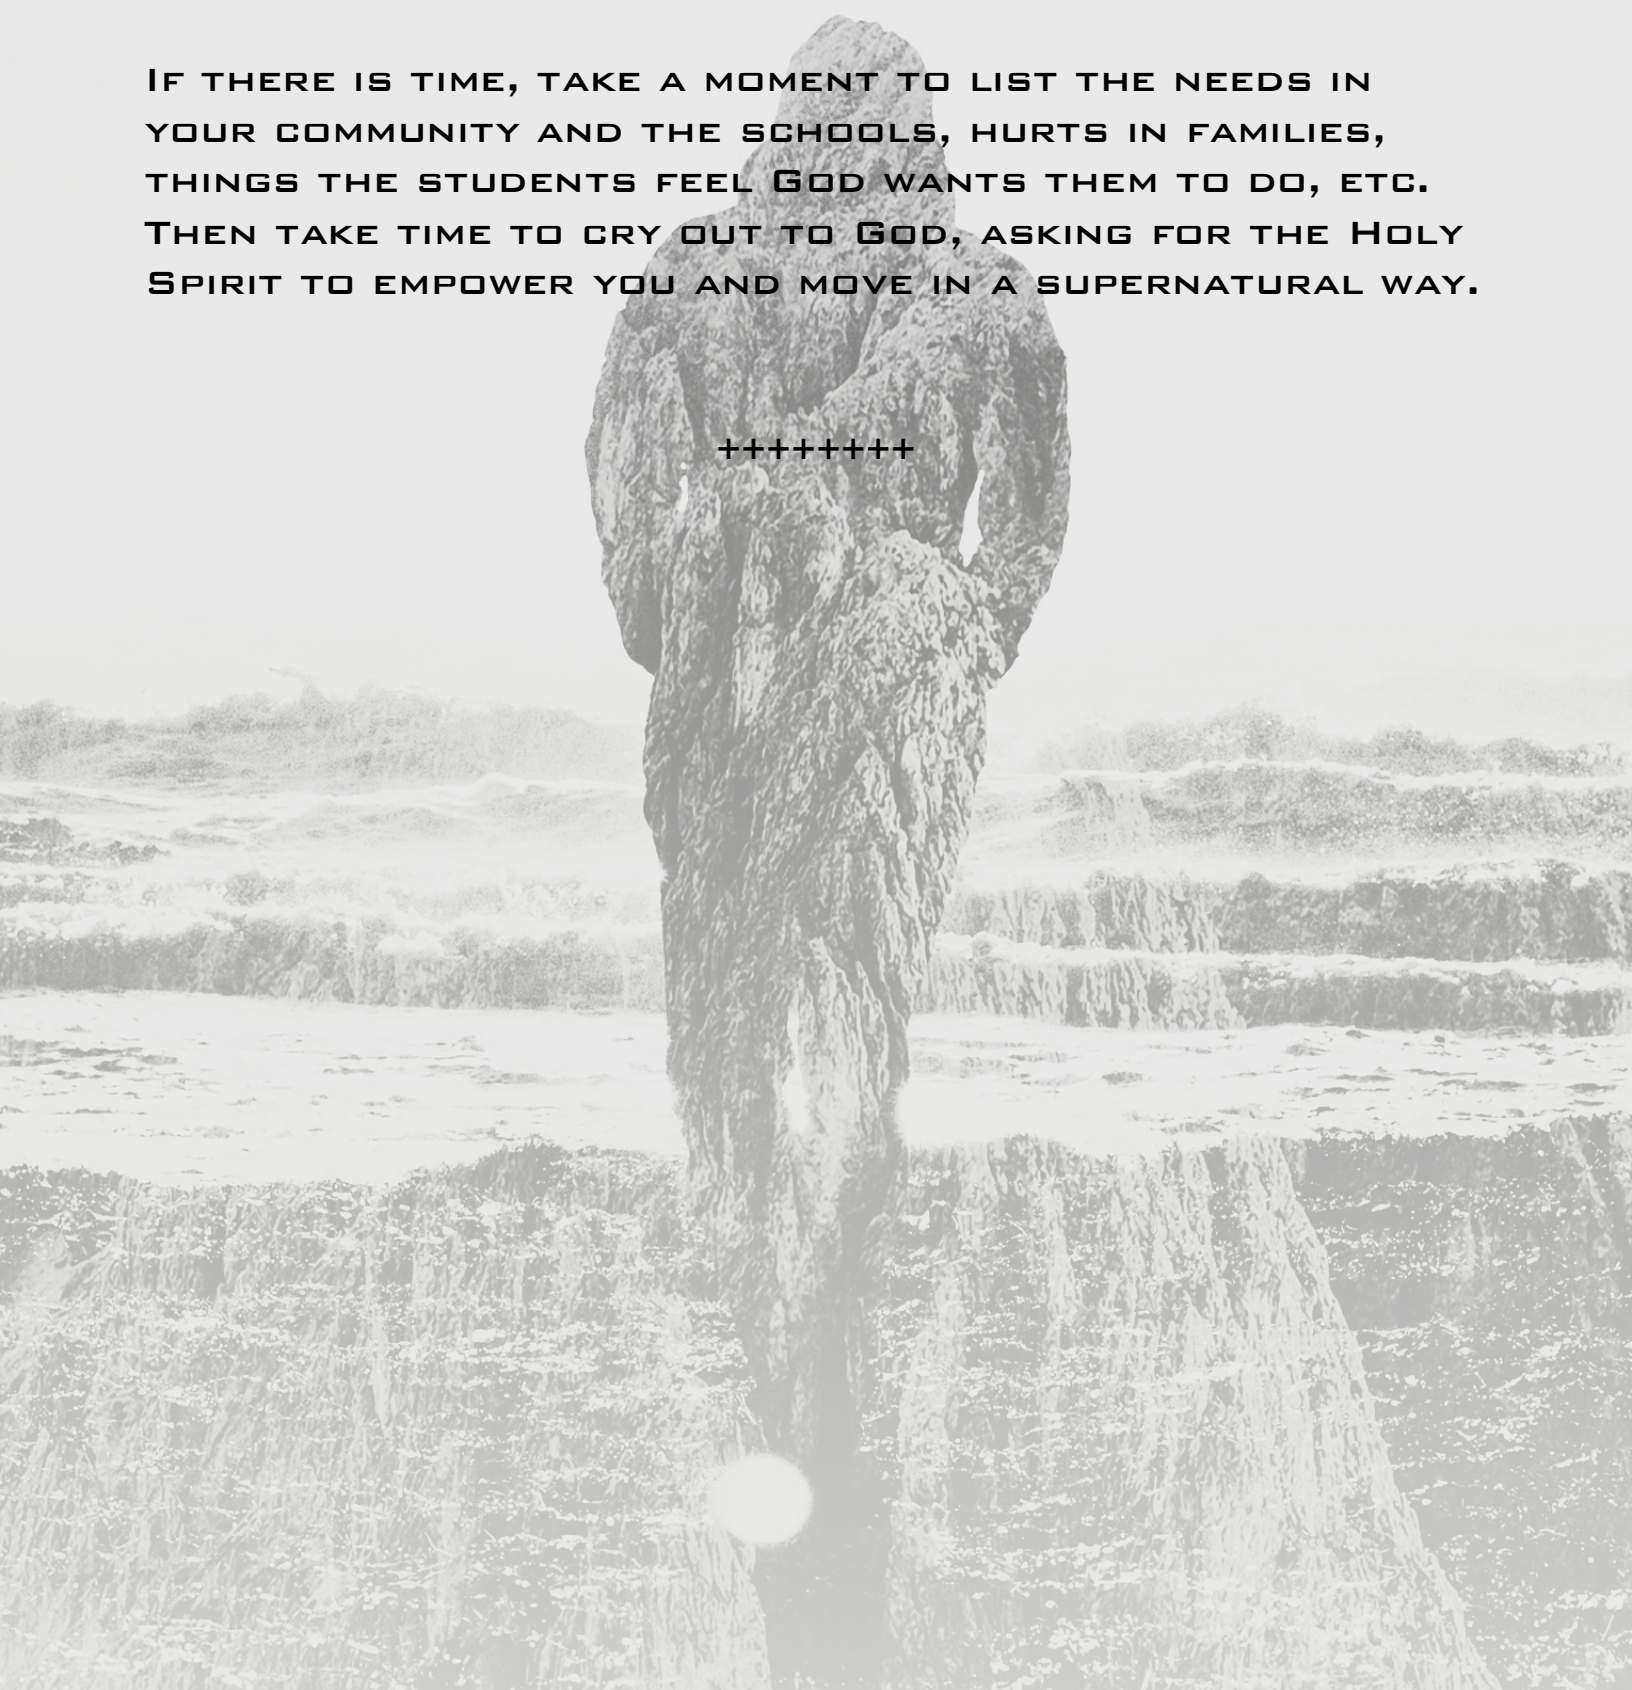 If there is time, take a moment to list the needs in
your community and the schools, hurts in families,
things the students feel God wants them to do, etc.
Then take time to cry out to God, asking for the Holy
Spirit to empower you and move in a supernatural way.
++++++++